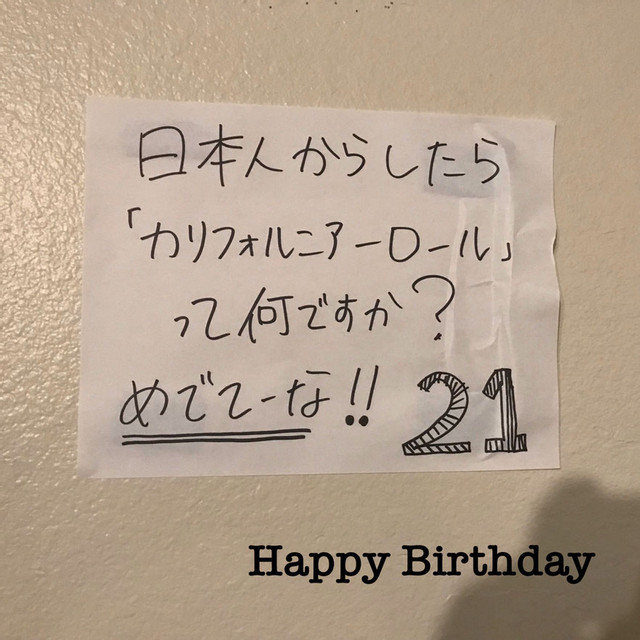 日本人からしたら
「カリフォルニアーロール」
って何ですか?
めでてーな!! 21
Happy Birthday